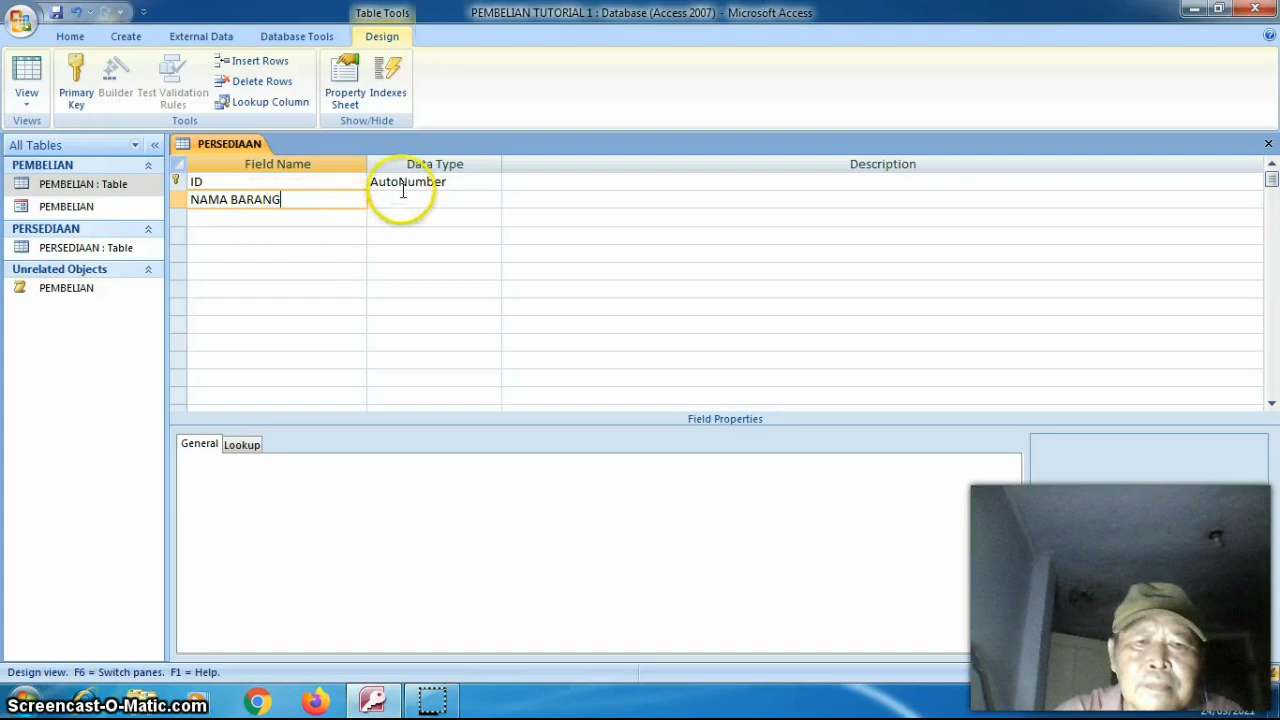 Table Tools
PEMBELIAN TUTORIAL 1 : Database (Access 2007) - Microsoft Access
Home
Create
External Data
Database Tools
Design
View
Primary Key
Builder
Test Validation Rules
Insert Rows
Delete Rows
Lookup Column
Property Sheet
Indexes
Views
Tools
Show/Hide
All Tables
PEMBELIAN
PEMBELIAN : Table
PEMBELIAN
PERSEDIAAN
PERSEDIAAN : Table
Unrelated Objects
PEMBELIAN
PERSEDIAAN
Field Name
Data Type
Description
ID
AutoNumber
NAMA BARANG
Field Properties
General
Lookup
Design view. F6 = Switch panes. F1 = Help.
Screencast-O-Matic.com
24/09/2021